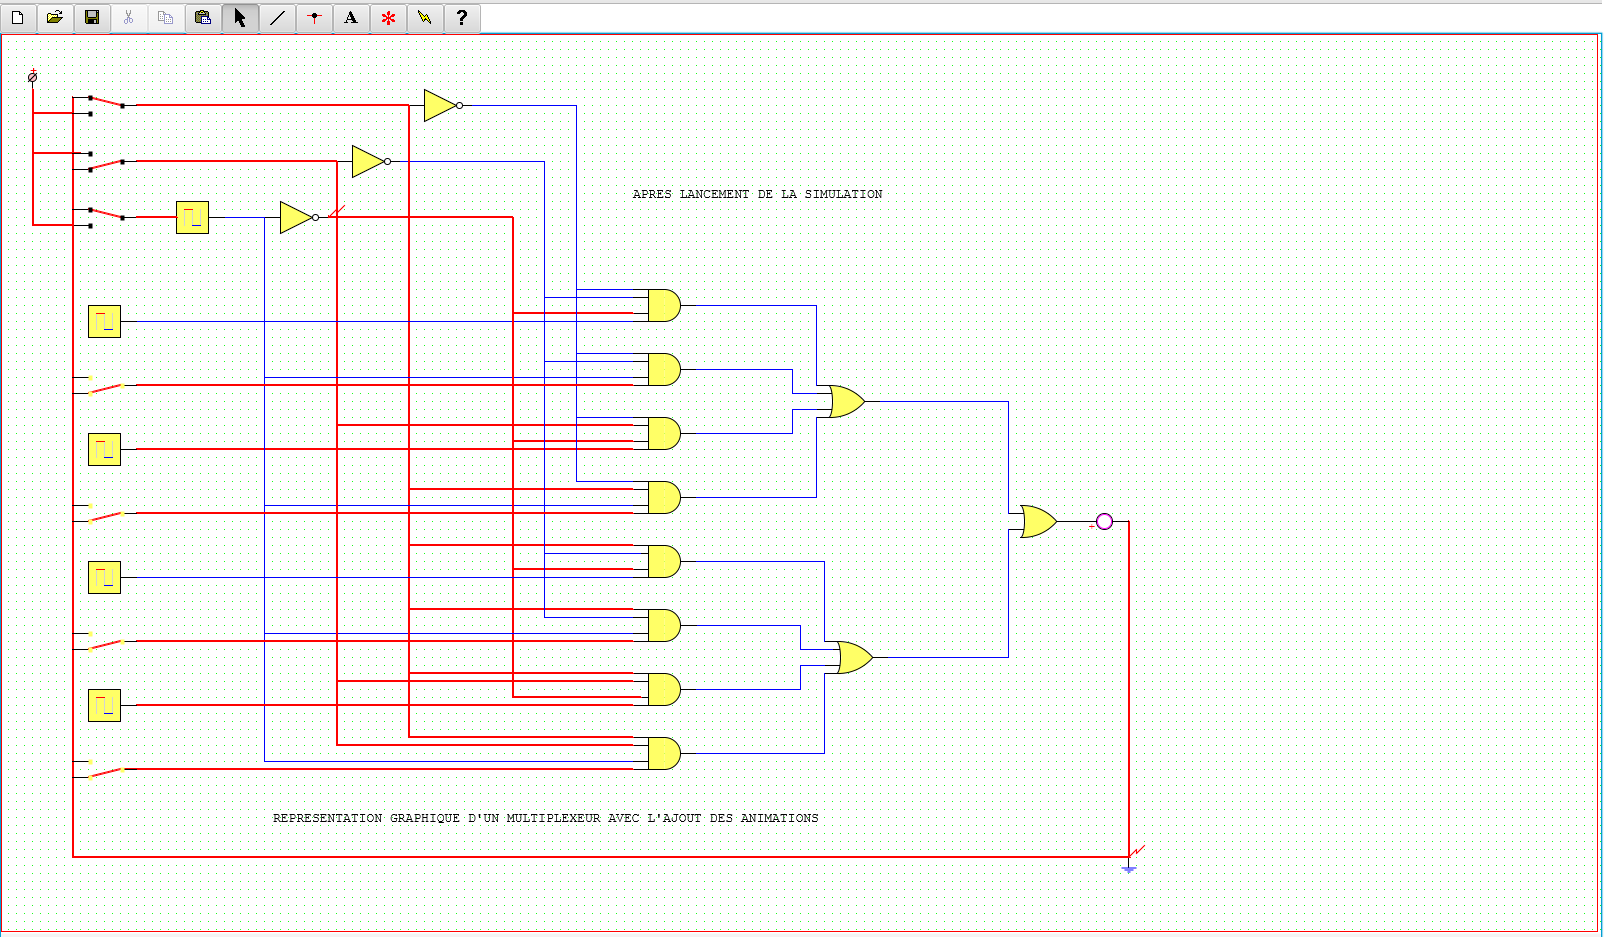 A ?
APRES LANCEMENT DE LA SIMULATION
REPRESENTATION GRAPHIQUE D'UN MULTIPLEXEUR AVEC L'AJOUT DES ANIMATIONS